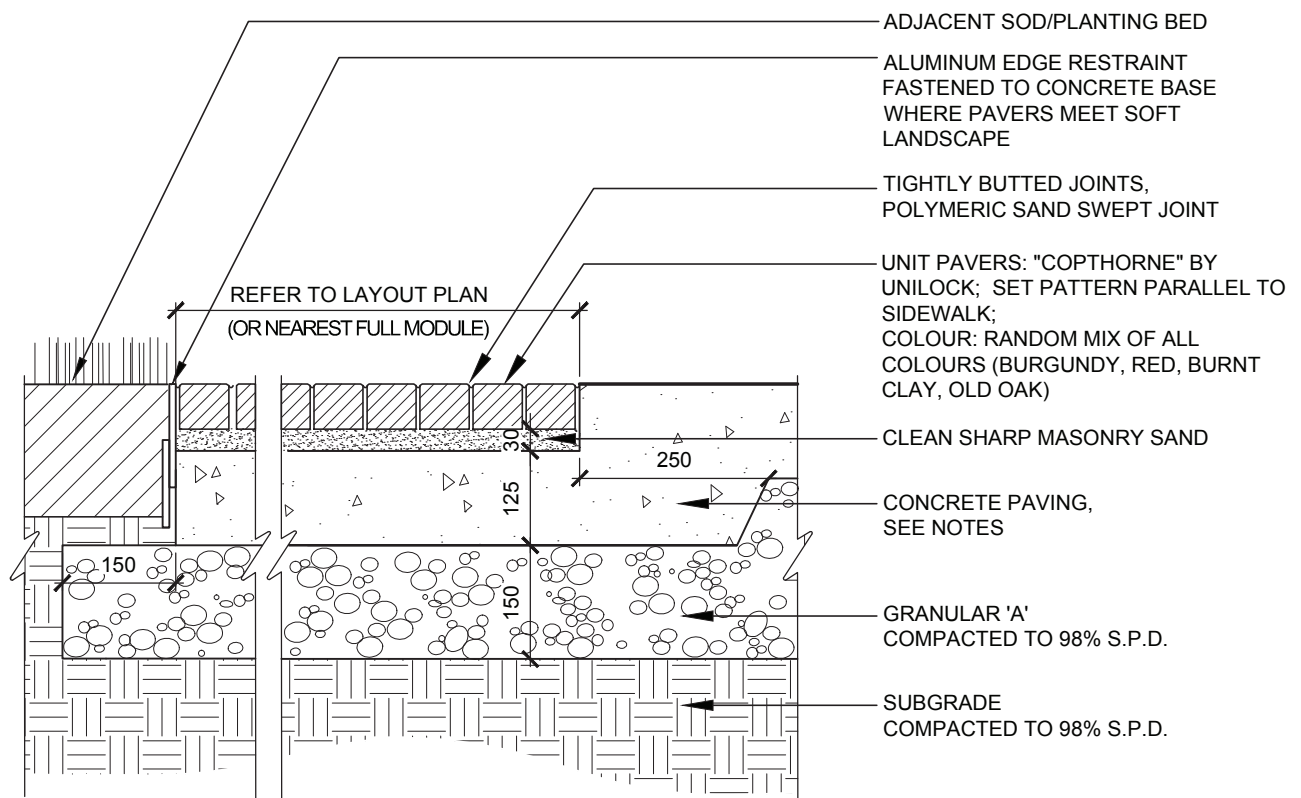 ADJACENT SOD/PLANTING BED
ALUMINUM EDGE RESTRAINT
FASTENED TO CONCRETE BASE
WHERE PAVERS MEET SOFT
LANDSCAPE
TIGHTLY BUTTED JOINTS,
POLYMERIC SAND SWEPT JOINT
UNIT PAVERS: "COPTHORNE" BY
UNILOCK; SET PATTERN PARALLEL TO
SIDEWALK;
COLOUR: RANDOM MIX OF ALL
COLOURS (BURGUNDY, RED, BURNT
CLAY, OLD OAK)
REFER TO LAYOUT PLAN
(OR NEAREST FULL MODULE)
CLEAN SHARP MASONRY SAND
30
250
125
CONCRETE PAVING,
SEE NOTES
150
150
GRANULAR 'A'
COMPACTED TO 98% S.P.D.
SUBGRADE
COMPACTED TO 98% S.P.D.